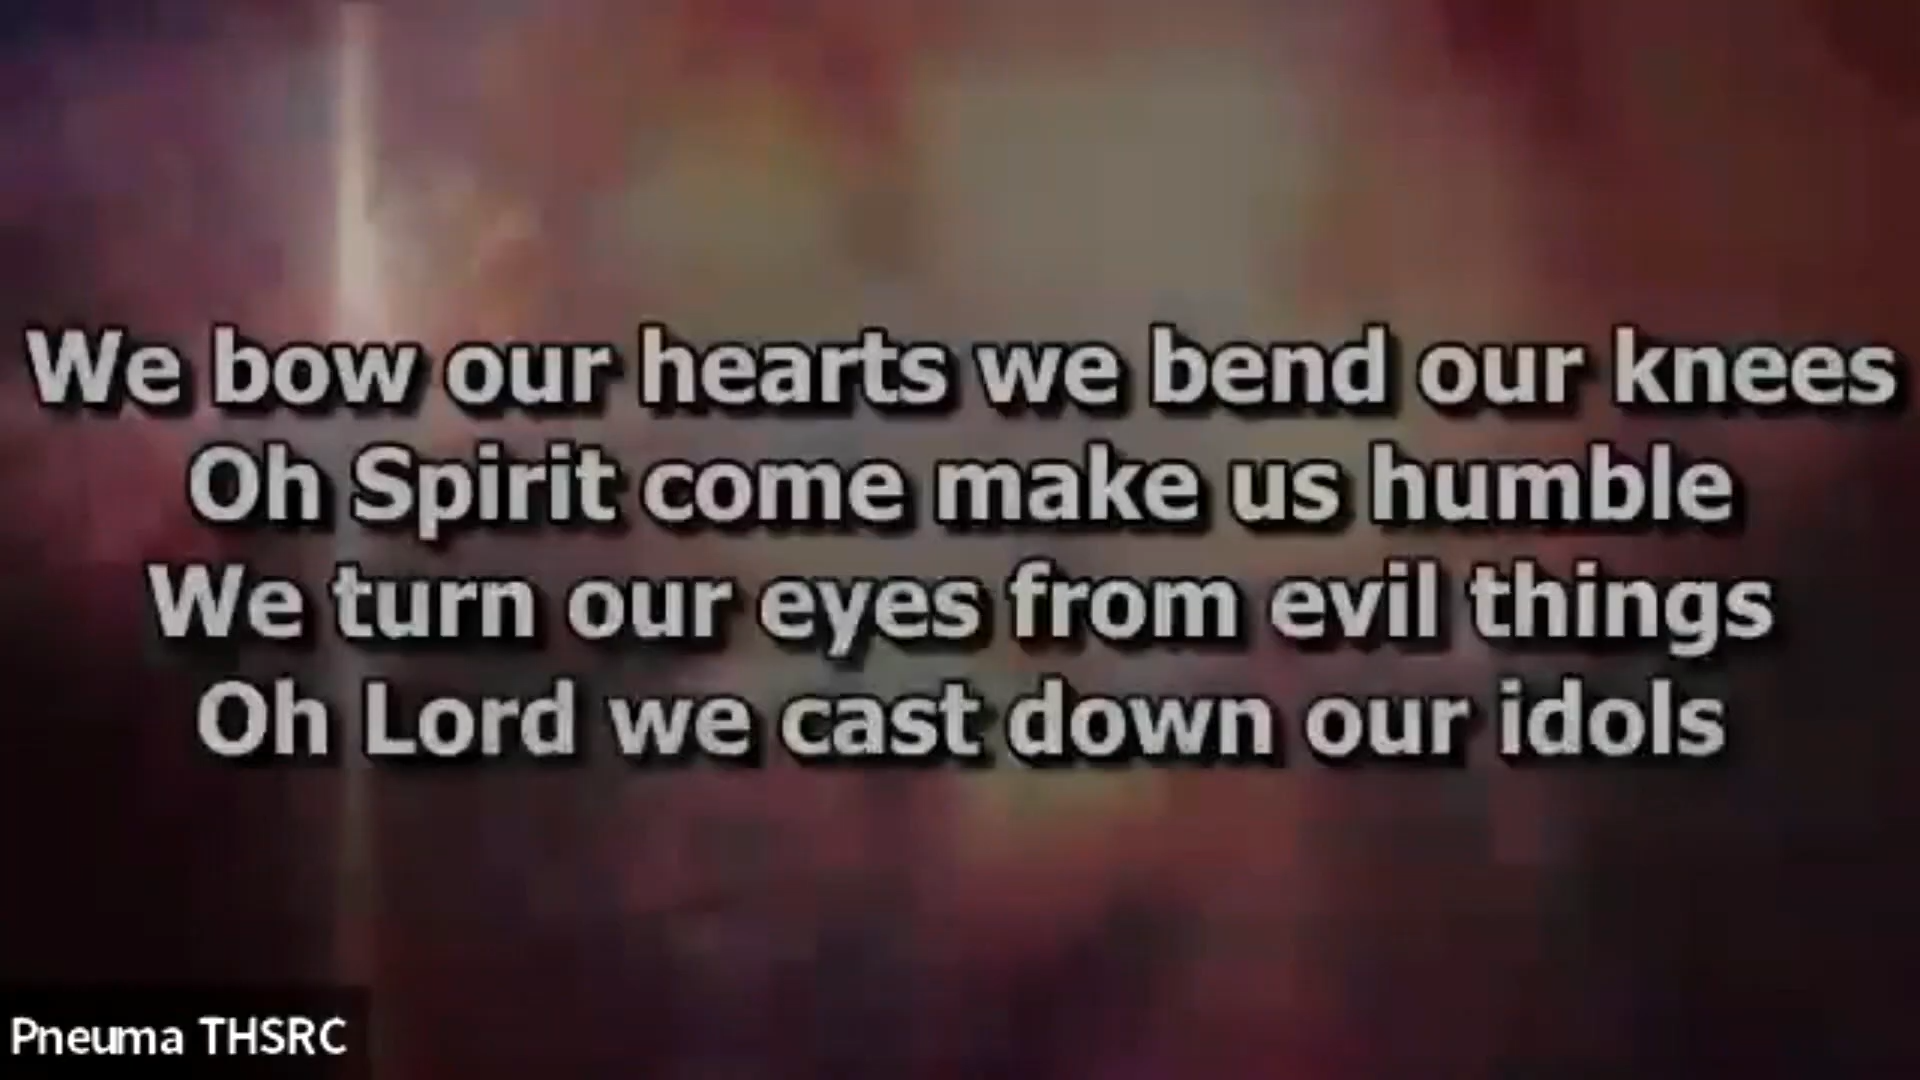 We bow our hearts we bend our knees
Oh Spirit come make us humble
We turn our eyes from evil things
Oh Lord we cast down our idols
Pneuma THSRC